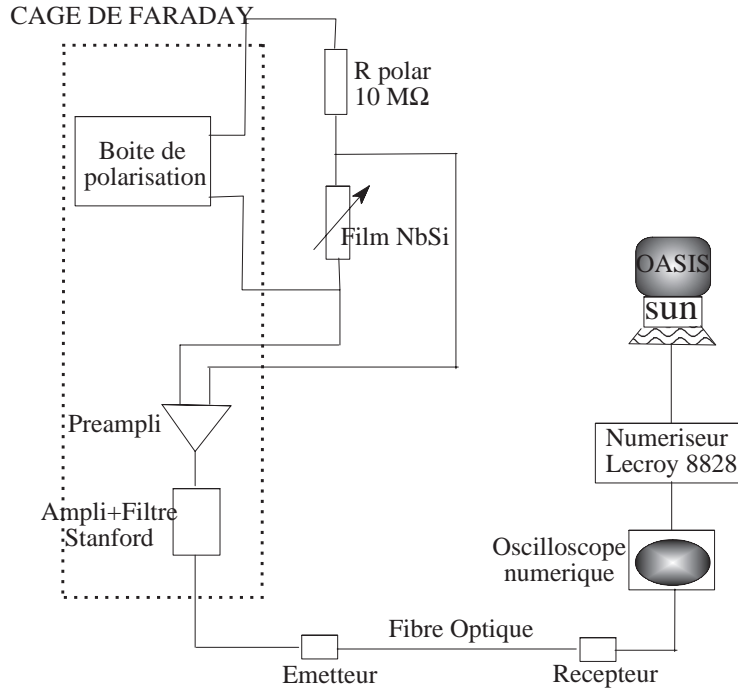 CAGE DE FARADAY
R polar
10 MΩ
Boite de
polarisation
Film NbSi
OASIS
sun
Preampli
Numeriseur
Lecroy 8828
Ampli+Filtre
Stanford
Oscilloscope
numerique
Fibre Optique
Emetteur
Recepteur